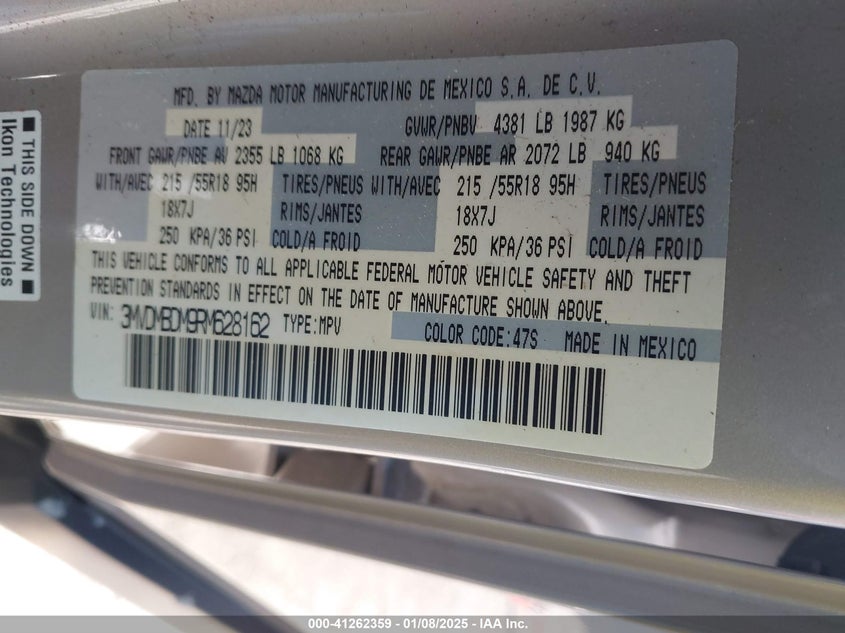 MFD. BY MAZDA MOTOR MANUFACTURING DE MEXICO S.A. DE C.V.
DATE 11/23 GVWR/PNBV 4381 LB 1987 KG
FRONT GAWR/PNBE AV 2355 LB 1068 KG REAR GAWR/PNBE AR 2072 LB 940 KG
WITH/AVEC 215 /55R18 95H TIRES/PNEUS WITH/AVEC 215 /55R18 95H TIRES/PNEUS
18X7J RIMS/JANTES 18X7J RIMS/JANTES
250 KPA/36 PSI COLD/A FROID 250 KPA/36 PSI COLD/A FROID
THIS VEHICLE CONFORMS TO ALL APPLICABLE FEDERAL MOTOR VEHICLE SAFETY AND THEFT
PREVENTION STANDARDS IN EFFECT ON THE DATE OF MANUFACTURE SHOWN ABOVE.
VIN: 3MVDMBDM9RM628162 TYPE:MPV COLOR CODE:47S MADE IN MEXICO
THIS SIDE DOWN
Ikon Technologies
000-41262359 - 01/08/2025 - IAA Inc.